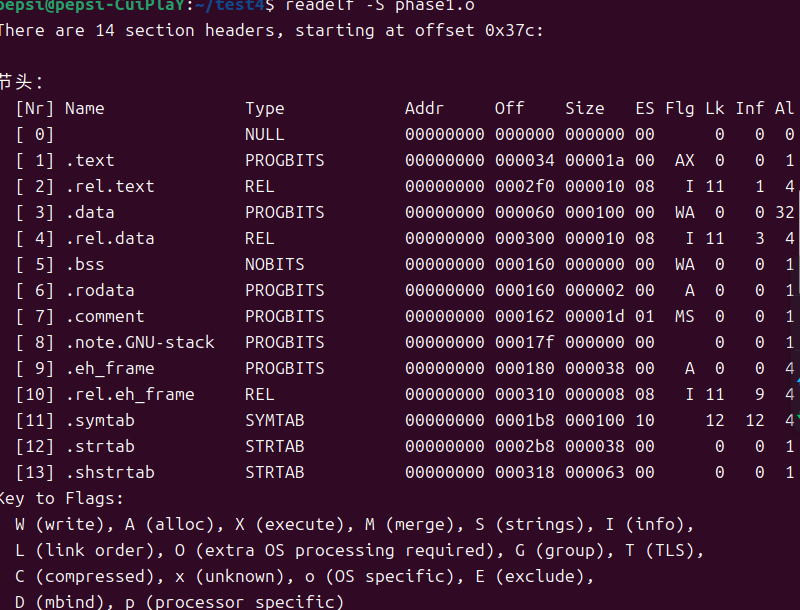 pepsi@pepsi-CuiPlaY:~/test4$ readelf -S phase1.o
There are 14 section headers, starting at offset 0x37c:
节头：
[Nr] Name Type Addr Off Size ES Flg Lk Inf Al
[ 0] NULL 00000000 000000 000000 00 0 0 0
[ 1] .text PROGBITS 00000000 000034 00001a 00 AX 0 0 1
[ 2] .rel.text REL 00000000 0002f0 000010 08 I 11 1 4
[ 3] .data PROGBITS 00000000 000060 000100 00 WA 0 0 32
[ 4] .rel.data REL 00000000 000300 000010 08 I 11 3 4
[ 5] .bss NOBITS 00000000 000160 000000 00 WA 0 0 1
[ 6] .rodata PROGBITS 00000000 000160 000002 00 A 0 0 1
[ 7] .comment PROGBITS 00000000 000162 00001d 01 MS 0 0 1
[ 8] .note.GNU-stack PROGBITS 00000000 00017f 000000 00 0 0 1
[ 9] .eh_frame PROGBITS 00000000 000180 000038 00 A 0 0 4
[10] .rel.eh_frame REL 00000000 000310 000008 08 I 11 9 4
[11] .symtab SYMTAB 00000000 0001b8 000100 10 12 12 4
[12] .strtab STRTAB 00000000 0002b8 000038 00 0 0 1
[13] .shstrtab STRTAB 00000000 000318 000063 00 0 0 1
Key to Flags:
W (write), A (alloc), X (execute), M (merge), S (strings), I (info),
L (link order), O (extra OS processing required), G (group), T (TLS),
C (compressed), x (unknown), o (OS specific), E (exclude),
D (mbind), p (processor specific)